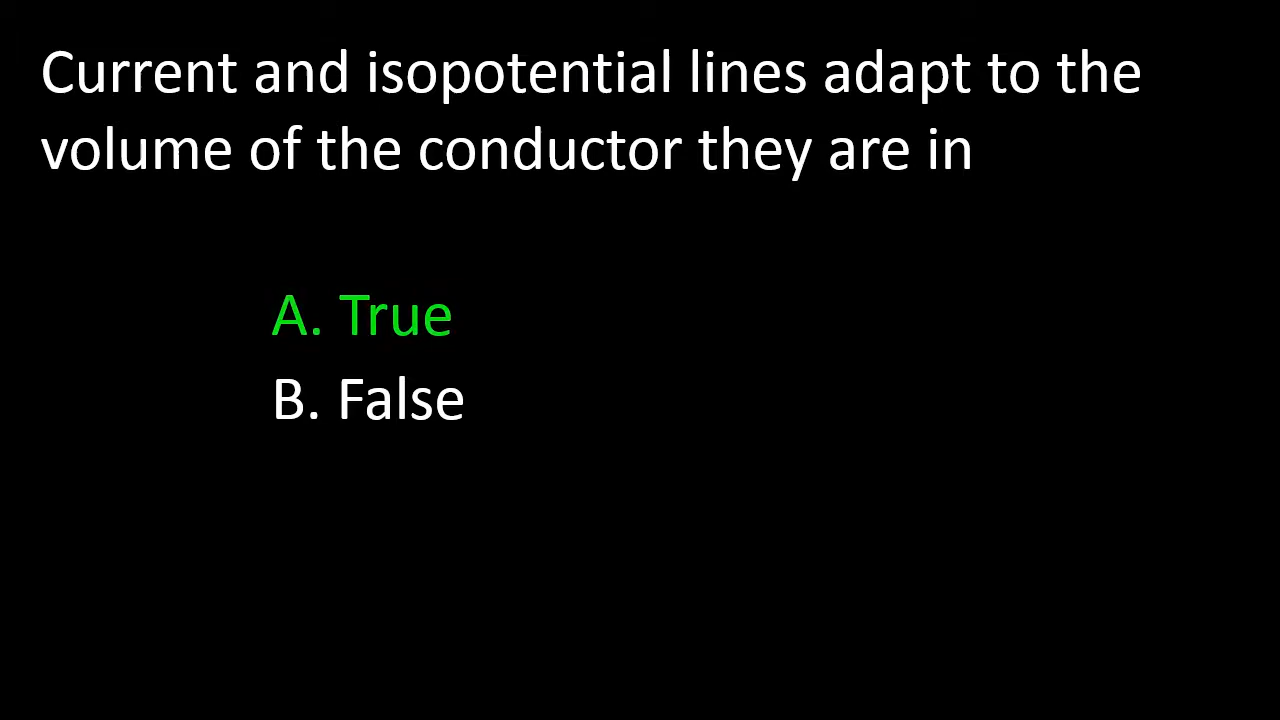 Current and isopotential lines adapt to the
volume of the conductor they are in
A. True
B. False